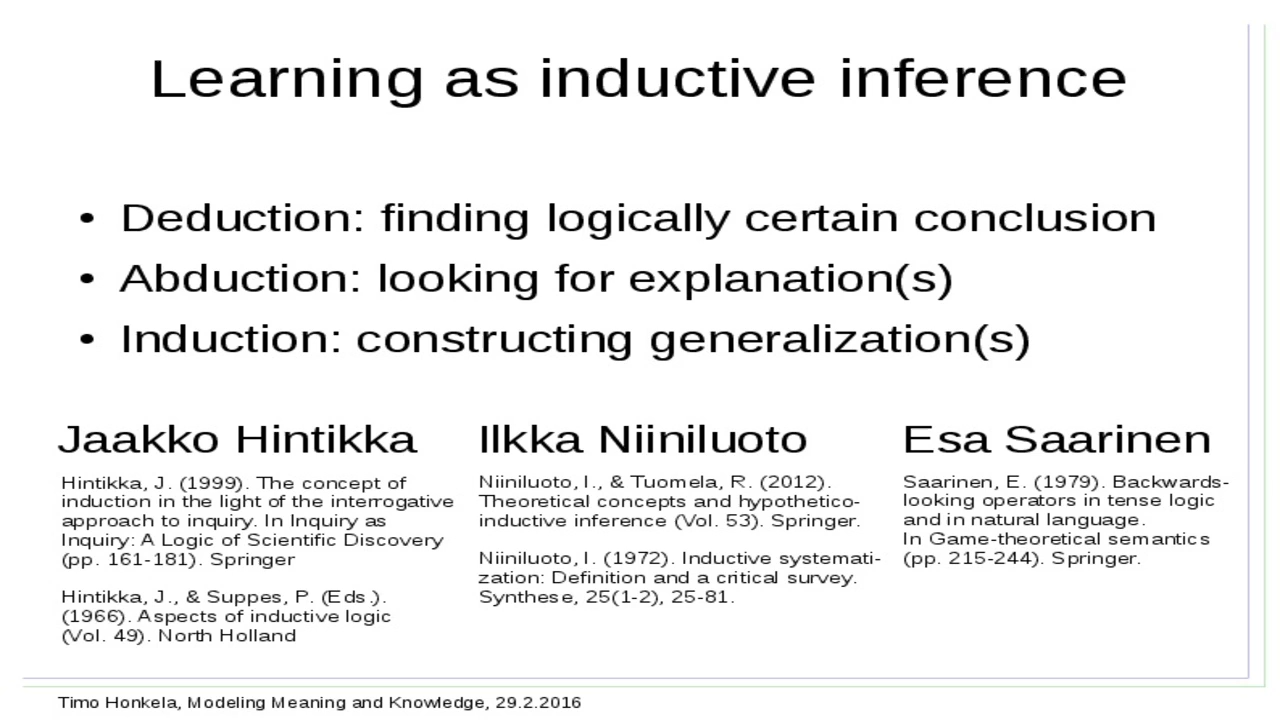 Learning as inductive inference
• Deduction: finding logically certain conclusion
• Abduction: looking for explanation(s)
• Induction: constructing generalization(s)
Jaakko Hintikka
Hintikka, J. (1999). The concept of
induction in the light of the interrogative
approach to inquiry. In Inquiry as
Inquiry: A Logic of Scientific Discovery
(pp. 161-181). Springer
Hintikka, J., & Suppes, P. (Eds.).
(1966). Aspects of inductive logic
(Vol. 49). North Holland
Ilkka Niiniluoto
Niiniluoto, I., & Tuomela, R. (2012).
Theoretical concepts and hypothetico-
inductive inference (Vol. 53). Springer.
Niiniluoto, I. (1972). Inductive systemati-
zation: Definition and a critical survey.
Synthese, 25(1-2), 25-81.
Esa Saarinen
Saarinen, E. (1979). Backwards-
looking operators in tense logic
and in natural language.
In Game-theoretical semantics
(pp. 215-244). Springer.
Timo Honkela, Modeling Meaning and Knowledge, 29.2.2016